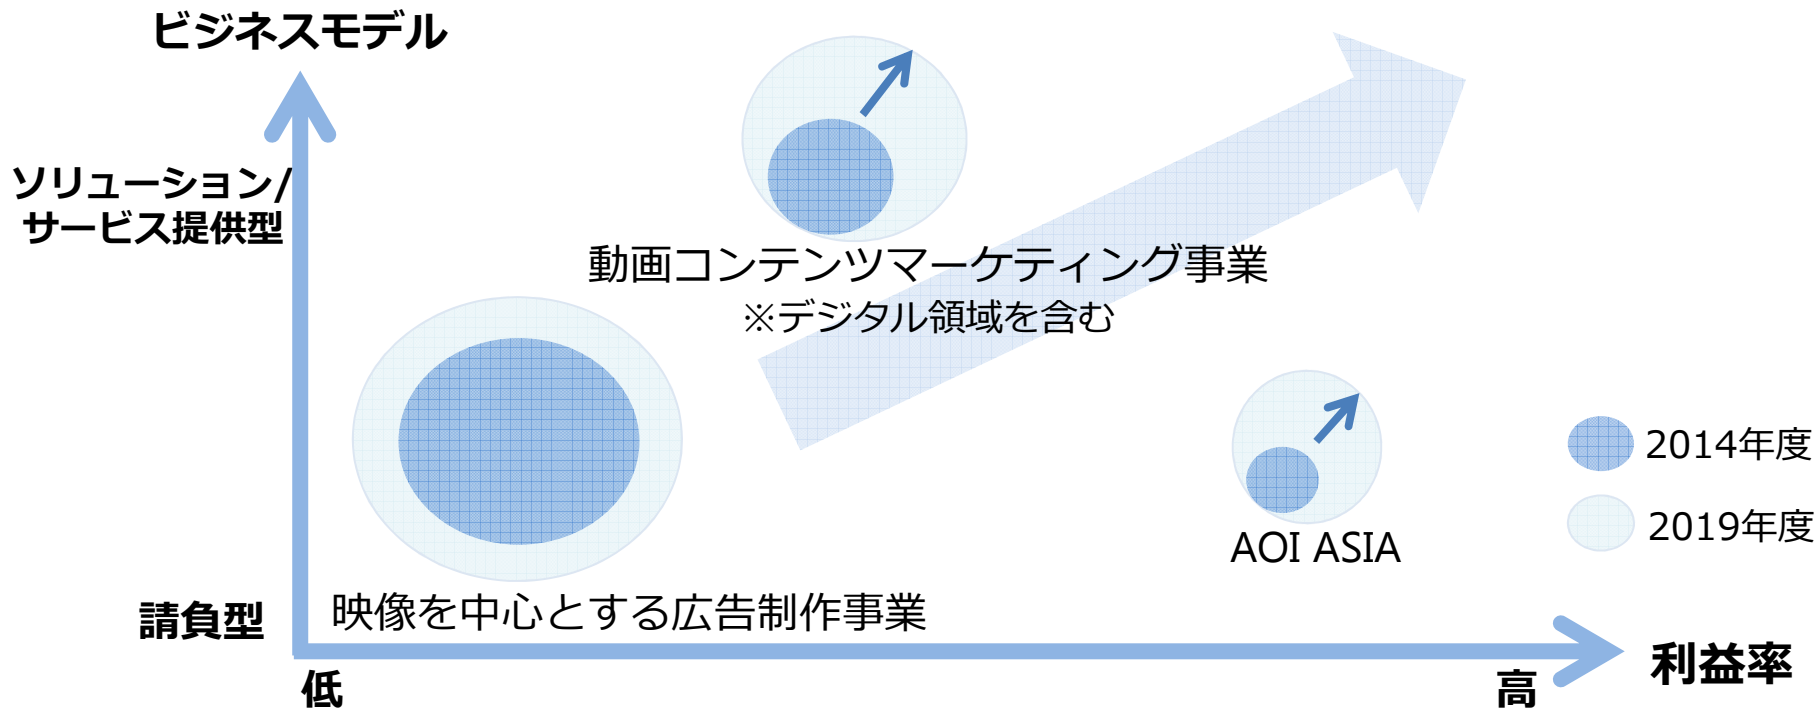 ビジネスモデル
ソリューション/
サービス提供型
動画コンテンツマーケティング事業
※デジタル領域を含む
2014年度
2019年度
AOI ASIA
請負型
映像を中心とする広告制作事業
利益率
低
高